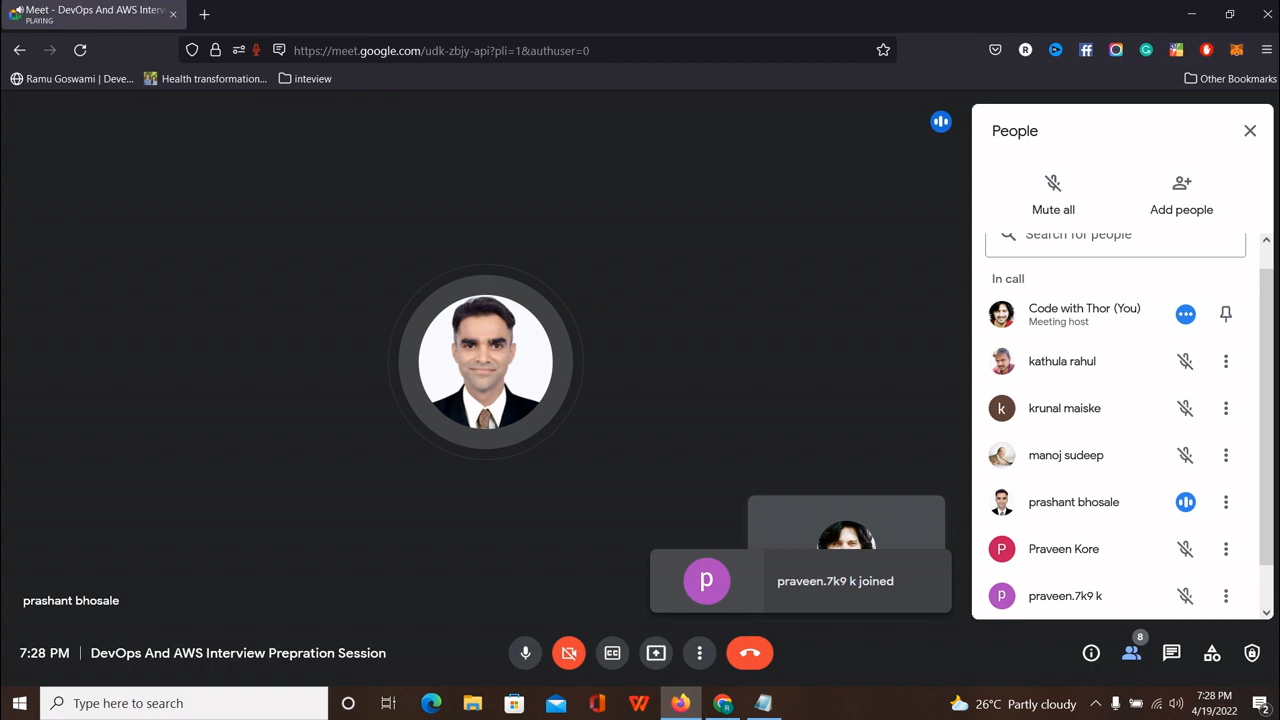 Meet - DevOps And AWS Interv
PLAYING
https://meet.google.com/udk-zbjy-api?pli=1&authuser=0
R
Ramu Goswami | Deve...
Health transformation...
inteview
Other Bookmarks
People
Mute all
Add people
Search for people
In call
Code with Thor (You)
Meeting host
kathula rahul
k
krunal maiske
manoj sudeep
prashant bhosale
P
Praveen Kore
p
praveen.7k9 k
p
praveen.7k9 k joined
prashant bhosale
7:28 PM
DevOps And AWS Interview Prepration Session
8
Type here to search
26°C Partly cloudy
7:28 PM
4/19/2022
2